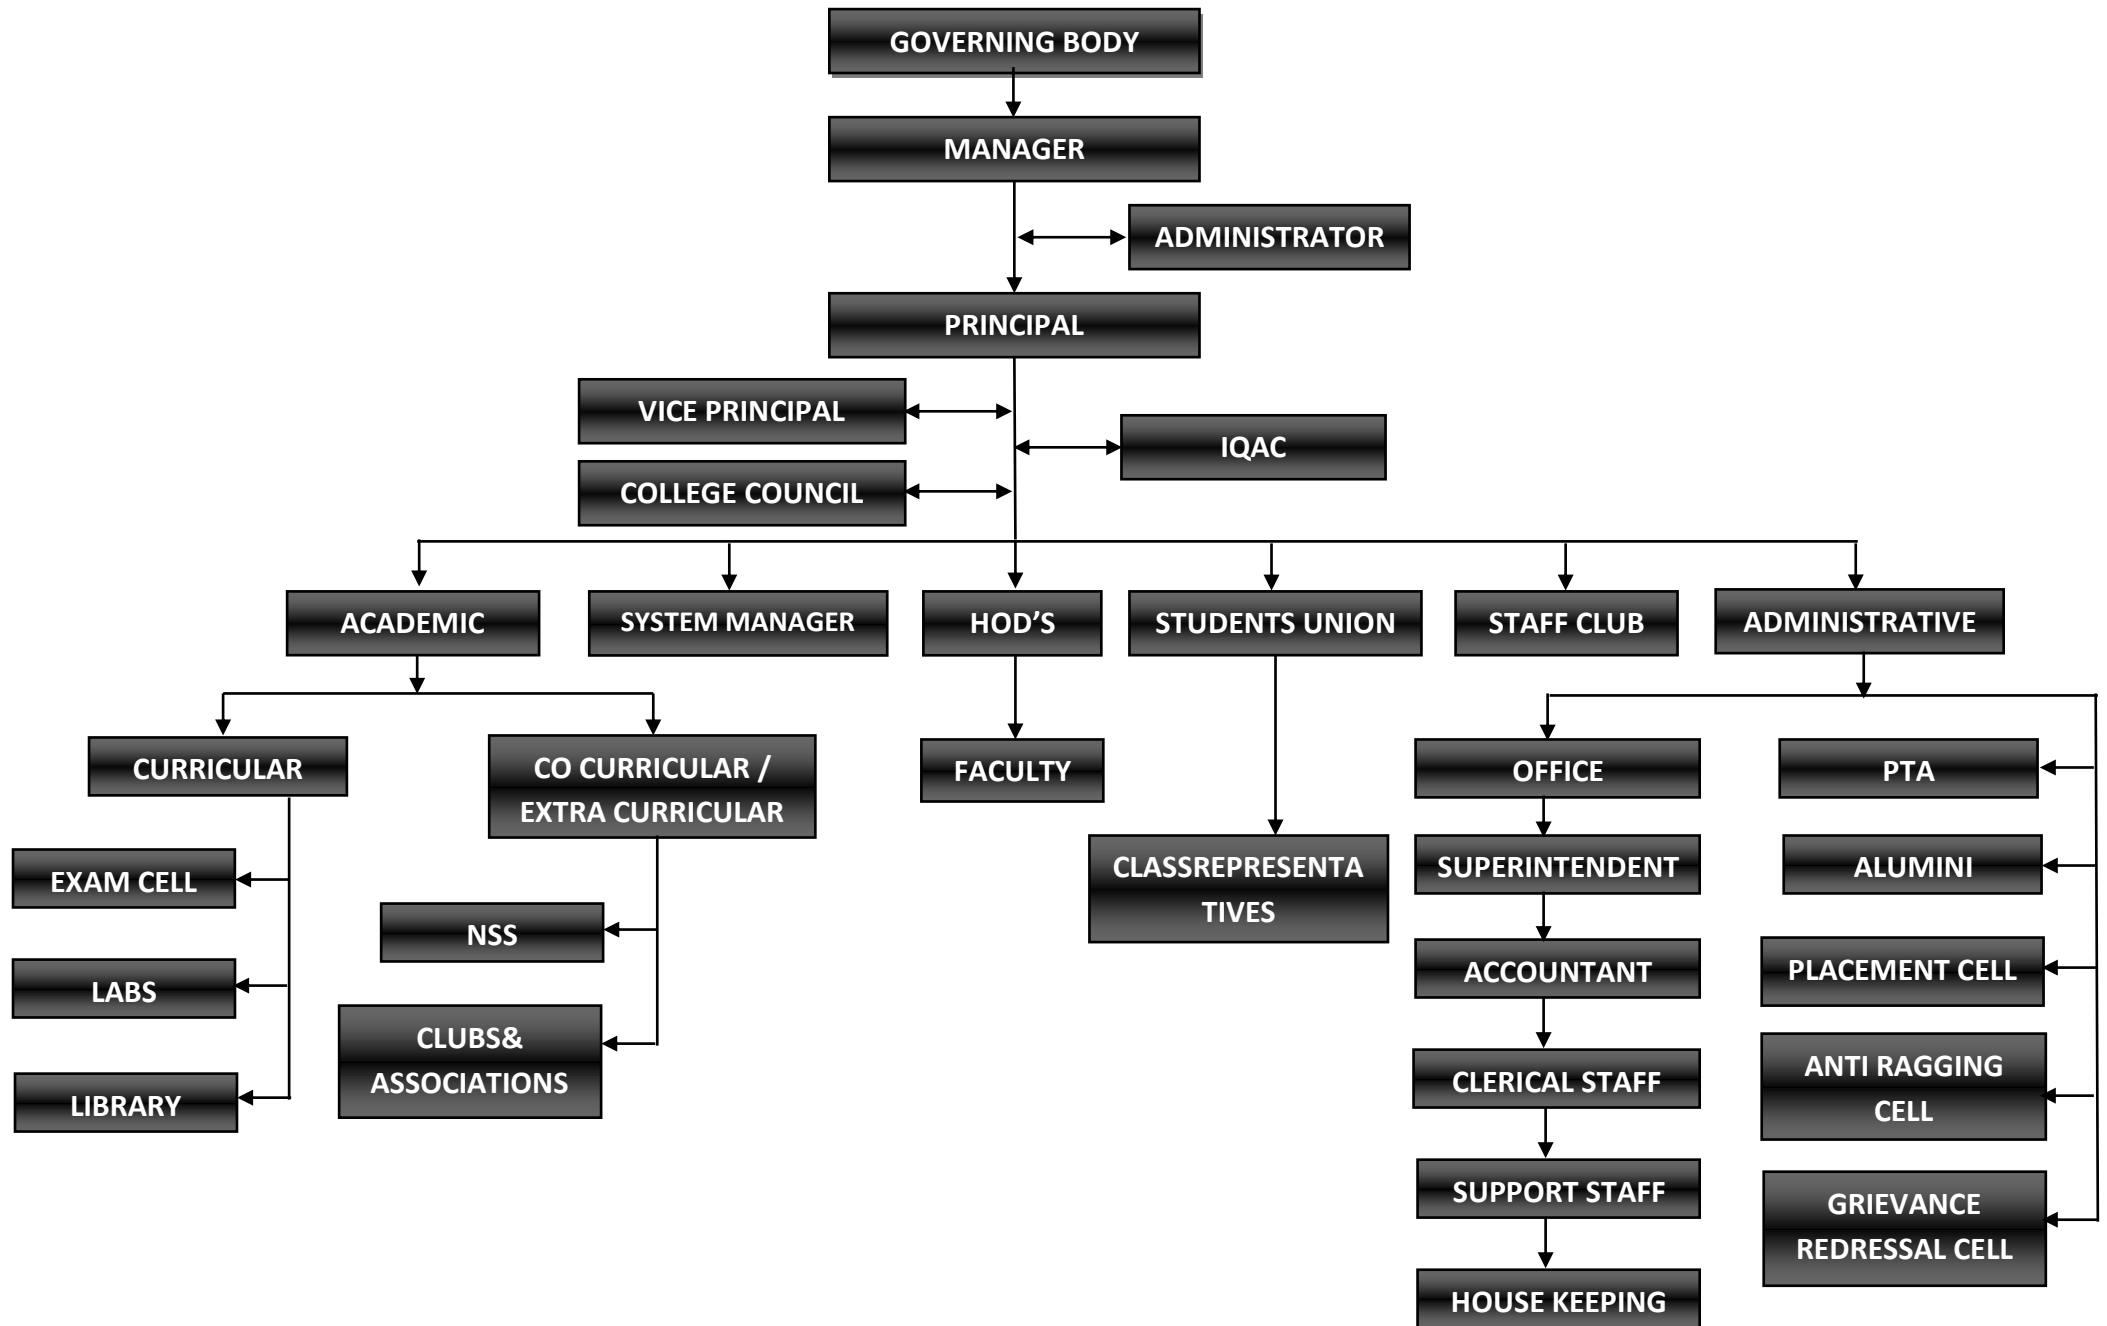 GOVERNING BODY
MANAGER
ADMINISTRATOR
PRINCIPAL
VICE PRINCIPAL
IQAC
COLLEGE COUNCIL
ACADEMIC
SYSTEM MANAGER
HOD’S
STUDENTS UNION
STAFF CLUB
ADMINISTRATIVE
CURRICULAR
CO CURRICULAR /
EXTRA CURRICULAR
FACULTY
OFFICE
PTA
EXAM CELL
NSS
CLASSREPRESENTA
TIVES
SUPERINTENDENT
ALUMINI
LABS
CLUBS&
ASSOCIATIONS
ACCOUNTANT
PLACEMENT CELL
LIBRARY
CLERICAL STAFF
ANTI RAGGING
CELL
SUPPORT STAFF
GRIEVANCE
REDRESSAL CELL
HOUSE KEEPING